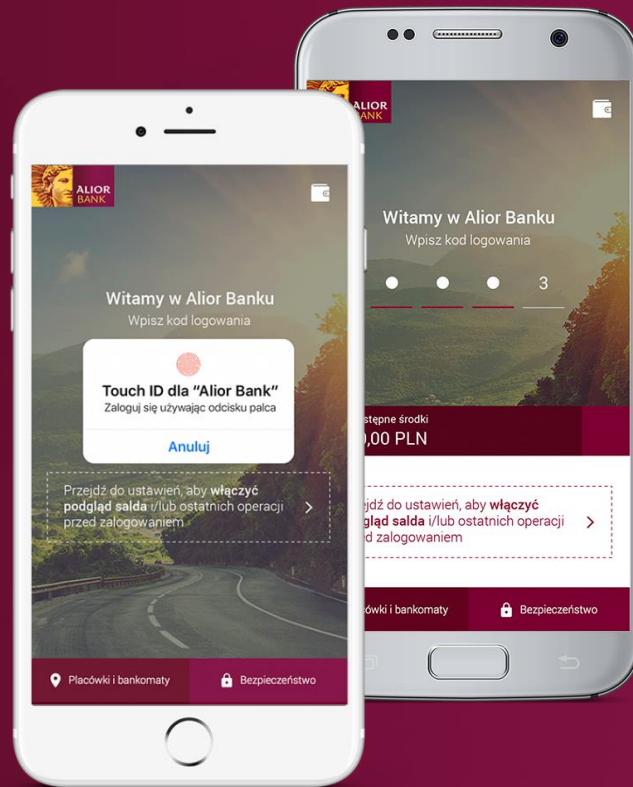 ALIOR
BANK
Witamy w Alior Banku
Wpisz kod logowania
Touch ID dla “Alior Bank”
Zaloguj się używając odcisku palca
Anuluj
Przejdź do ustawień, aby włączyć
podgląd salda i/lub ostatnich operacji
przed zalogowaniem
Placówki i bankomaty
Bezpieczeństwo
ALIOR
BANK
Witamy w Alior Banku
Wpisz kod logowania
3
stępne środki
0,00 PLN
ejdź do ustawień, aby włączyć
gląd salda i/lub ostatnich operacji
ed zalogowaniem
ówki i bankomaty
Bezpieczeństwo